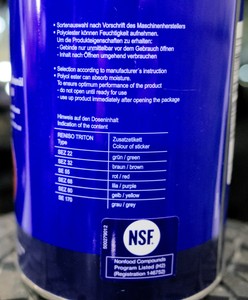 • Sortenauswahl nach Vorschrift des Maschinenherstellers
• Polyolester können Feuchtigkeit aufnehmen.
Um die Produkteigenschaften zu erhalten:
- Gebinde nur unmittelbar vor dem Gebrauch öffnen
- Inhalt nach Öffnen umgehend verbrauchen
• Selection according to manufacturer's instruction
• Polyol ester can absorb moisture.
To ensure optimum performance of the product
- do not open until ready for use
- use up product immediately after opening the package
Hinweis auf den Doseninhalt
Indication of the content
RENISO TRITON Zusatzetikett
Type Colour of sticker
SEZ 22 grün / green
SEZ 32 braun / brown
SE 55 rot / red
SEZ 68 lila / purple
SEZ 80 gelb / yellow
SE 170 grau / grey
NSF
Nonfood Compounds
Program Listed (H2)
(Registration 146752)